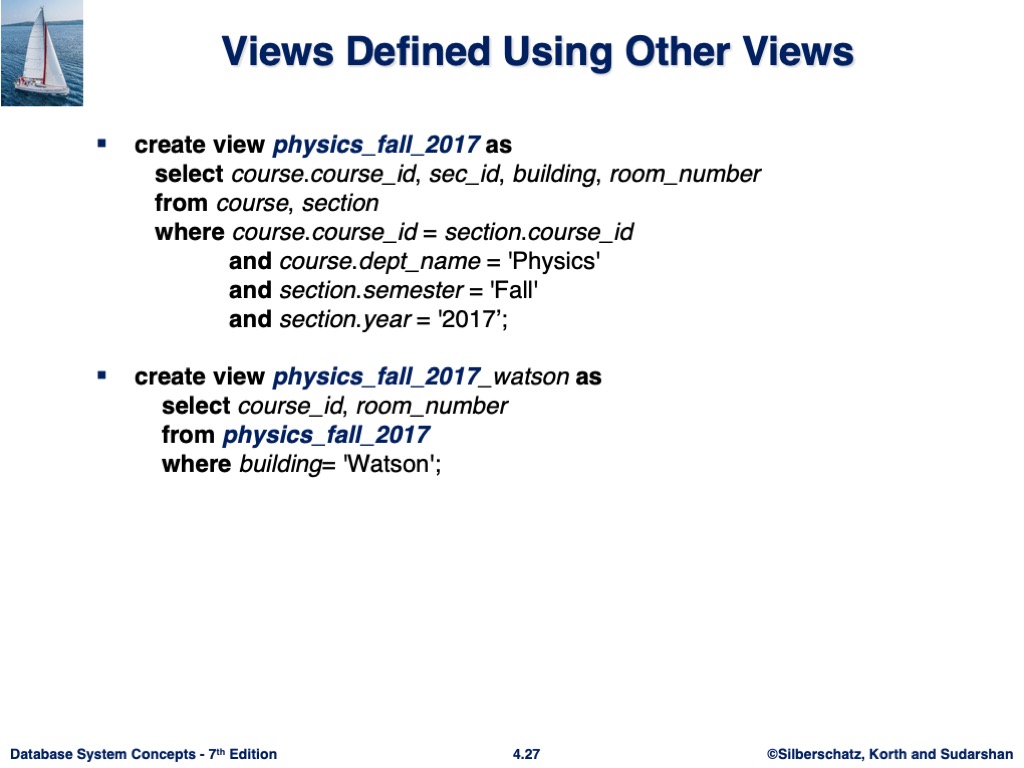 Views Defined Using Other Views
▪ create view physics_fall_2017 as
select course.course_id, sec_id, building, room_number
from course, section
where course.course_id = section.course_id
and course.dept_name = 'Physics'
and section.semester = 'Fall'
and section.year = '2017’;
▪ create view physics_fall_2017_watson as
select course_id, room_number
from physics_fall_2017
where building= 'Watson';
Database System Concepts - 7th Edition
4.27
©Silberschatz, Korth and Sudarshan